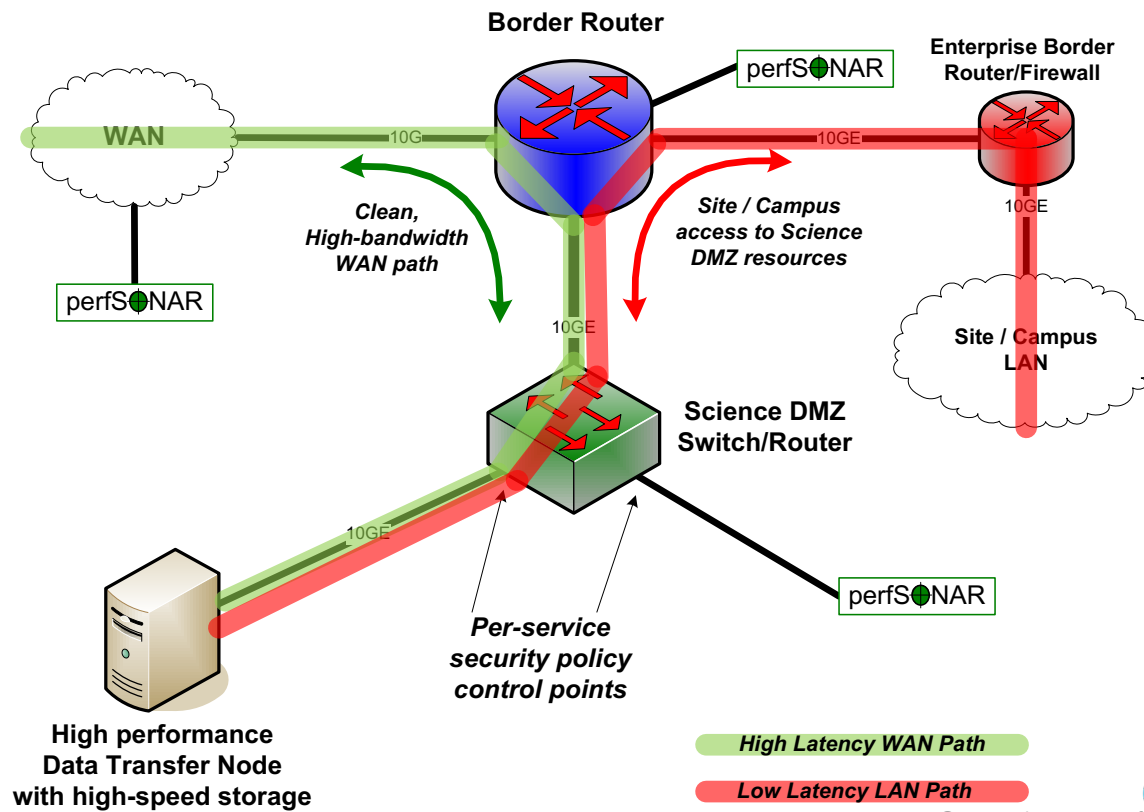 Border Router
Enterprise Border
Router/Firewall
perfSONAR
WAN
10G
10GE
10GE
Clean,
High-bandwidth
WAN path
Site / Campus
access to Science
DMZ resources
perfSONAR
10GE
Site / Campus
LAN
Science DMZ
Switch/Router
10GE
perfSONAR
Per-service
security policy
control points
High performance
Data Transfer Node
with high-speed storage
High Latency WAN Path
Low Latency LAN Path